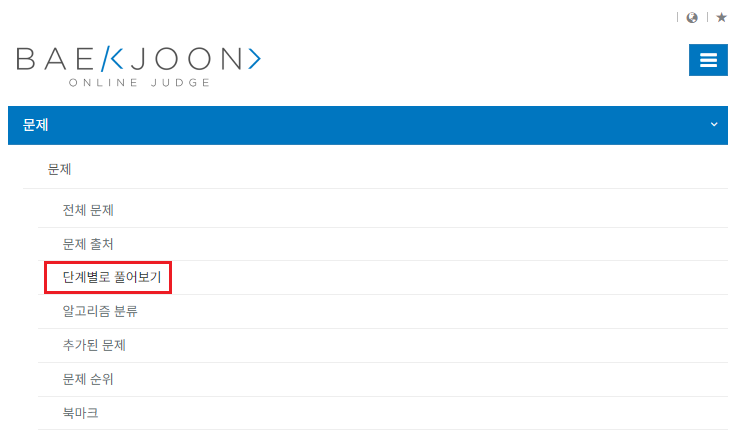 BAEKJOON
ONLINE JUDGE
문제
문제
전체 문제
문제 출처
단계별로 풀어보기
알고리즘 분류
추가된 문제
문제 순위
북마크